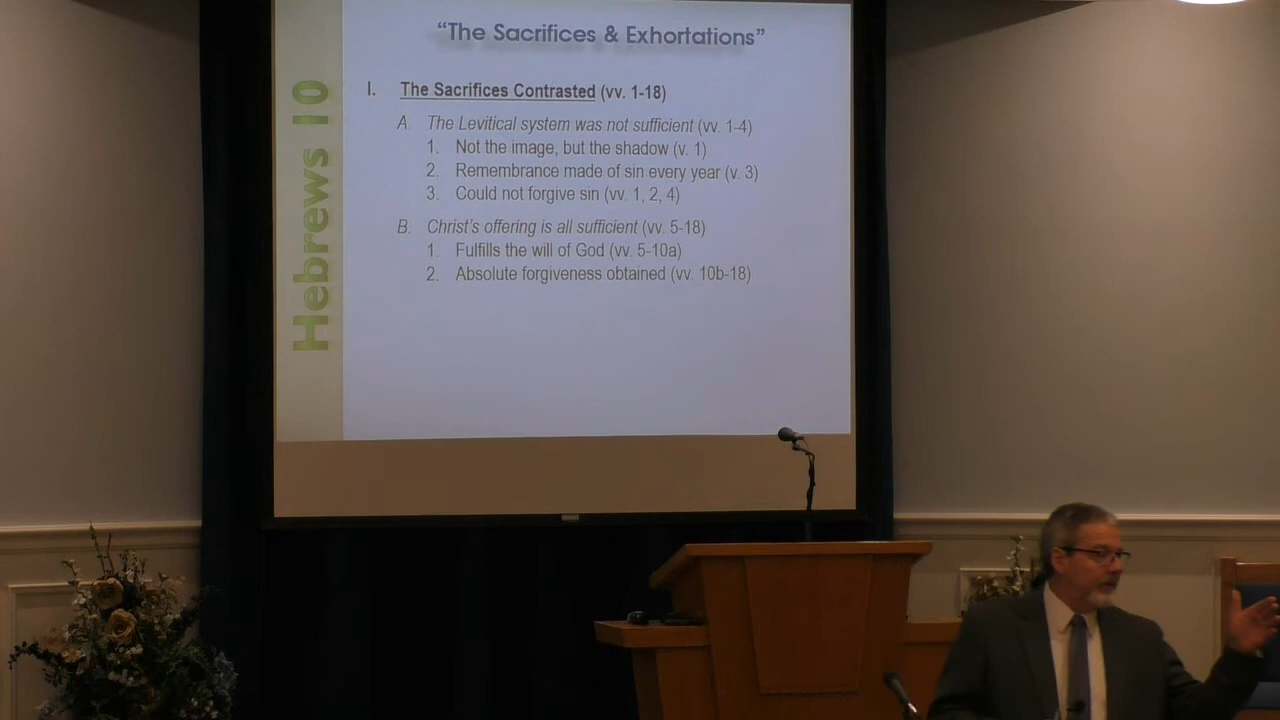 “The Sacrifices & Exhortations”
Hebrews 10
I. The Sacrifices Contrasted (vv. 1-18)
A. The Levitical system was not sufficient (vv. 1-4)
1. Not the image, but the shadow (v. 1)
2. Remembrance made of sin every year (v. 3)
3. Could not forgive sin (vv. 1, 2, 4)
B. Christ’s offering is all sufficient (vv. 5-18)
1. Fulfills the will of God (vv. 5-10a)
2. Absolute forgiveness obtained (vv. 10b-18)